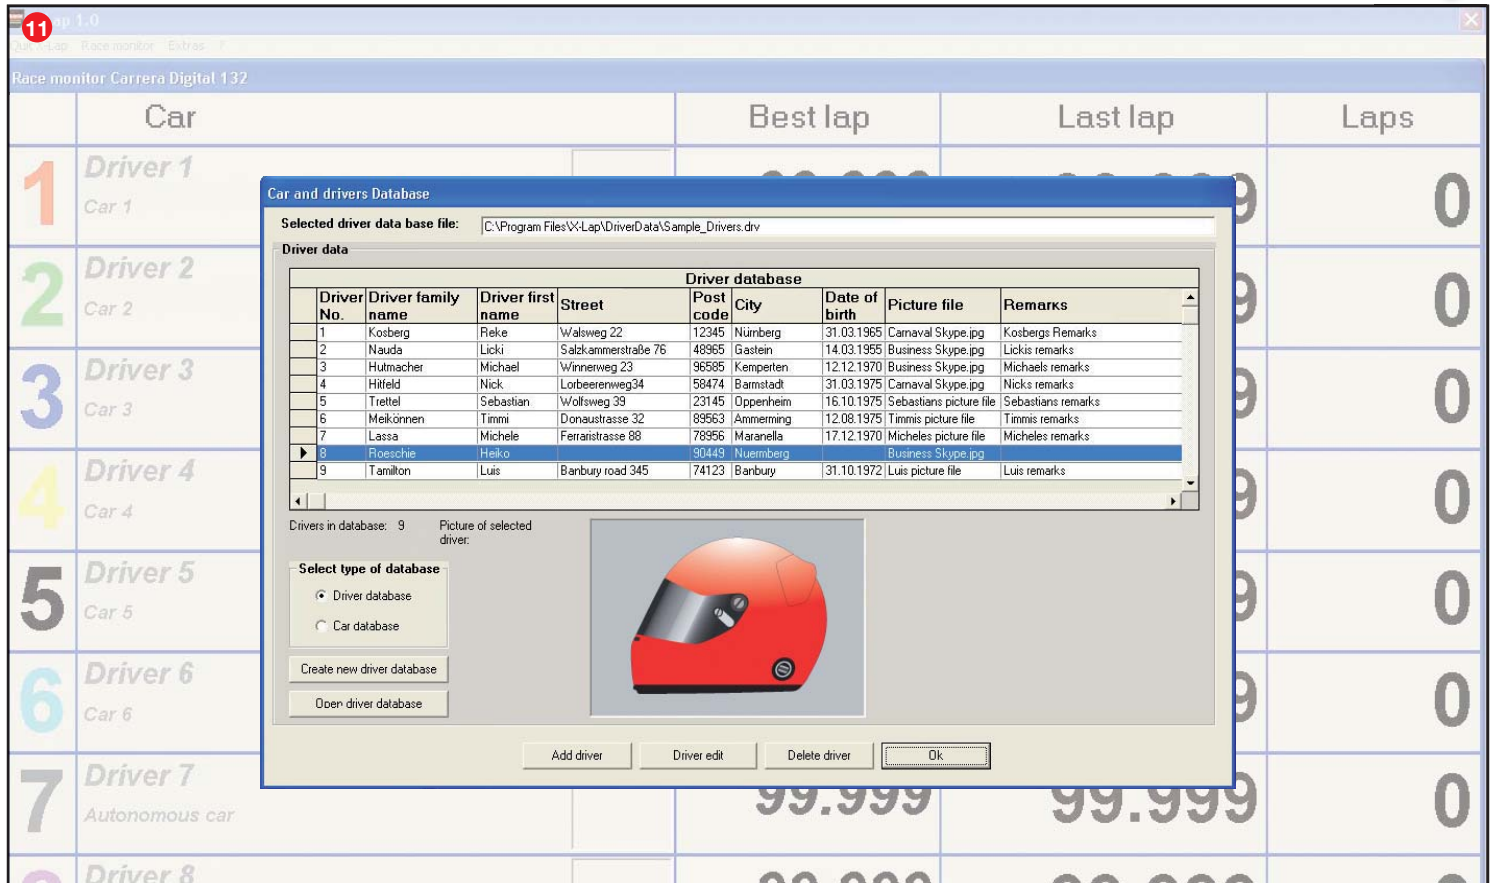 11
ap 1.0
Race monitor Extras ?
Race monitor Carrera Digital 132
Car Best lap Last lap Laps
1 Driver 1 0
Car 1
2 Driver 2 0
Car 2
3 Driver 3 0
Car 3
4 Driver 4 0
Car 4
5 Driver 5 0
Car 5
6 Driver 6 0
Car 6
7 Driver 7 99.999 99.999 0
Autonomous car
Driver 8
Car and drivers Database
Selected driver data base file: C:\Program Files\X-Lap\DriverData\Sample_Drivers.drv
Driver data
Driver database
Driver No. Driver family name Driver first name Street Post code City Date of birth Picture file Remarks
1 Kosberg Reke Walsweg 22 12345 Nürnberg 31.03.1965 Carnaval Skype.jpg Kosbergs Remarks
2 Nauda Licki Salzkammerstraße 76 48965 Gastein 14.03.1955 Business Skype.jpg Lickis remarks
3 Hutmacher Michael Winnerweg 23 96585 Kemperten 12.12.1970 Business Skype.jpg Michaels remarks
4 Hitfeld Nick Lorbeerenweg34 58474 Barmstadt 31.03.1975 Carnaval Skype.jpg Nicks remarks
5 Trettel Sebastian Wolfsweg 39 23145 Oppenheim 16.10.1975 Sebastians picture file Sebastians remarks
6 Meikönnen Timmi Donaustrasse 32 89563 Ammerming 12.08.1975 Timmis picture file Timmis remarks
7 Lassa Michele Ferraristrasse 88 78956 Maranella 17.12.1970 Micheles picture file Micheles remarks
8 Roeschie Heiko 90449 Nuernberg Business Skype.jpg
9 Tamilton Luis Banbury road 345 74123 Banbury 31.10.1972 Luis picture file Luis remarks
Drivers in database: 9 Picture of selected
driver:
Select type of database
Driver database
Car database
Create new driver database
Open driver database
Add driver Driver edit Delete driver Ok